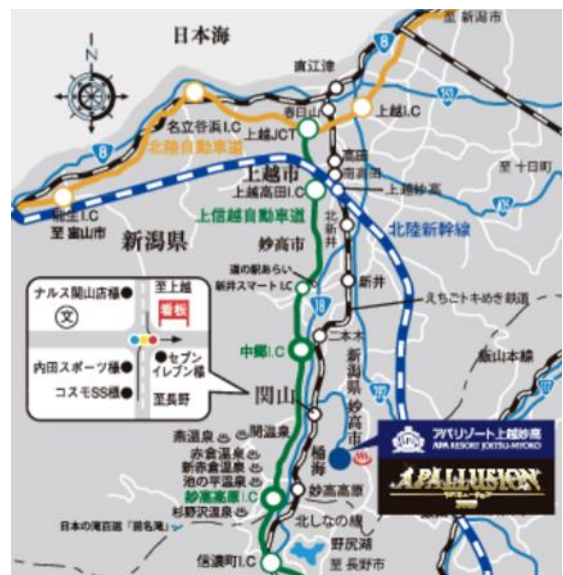 日本海
至 新潟市
N
8
直江津
253
春日山
名立谷浜I.C
上越JCT
上越I.C
北陸自動車道
8
高田
南高田
至 十日町
上越市
上越高田I.C
上越妙高
能生I.C
至 富山市
上信越自動車道
北新井
北陸新幹線
新潟県
妙高市
道の駅あらい
新井スマートI.C
新井
18
えちごトキめき鉄道
ナルス関山店様
至上越
看板
文
内田スポーツ様
セブン
イレブン様
コスモSS様
至長野
中郷I.C
二本木
新潟県 妙高市
飯山本線
292
117
関山
アパリゾート上越妙高
APA RESORT JOETSU-MYOKO
APALLUSION
燕温泉
関温泉
赤倉温泉
新赤倉温泉
池の平温泉
妙高高原I.C
杉野沢温泉
桶海
妙高高原
日本の滝百選「苗名滝」
北しなの線
野尻湖
信濃町I.C
至 長野市